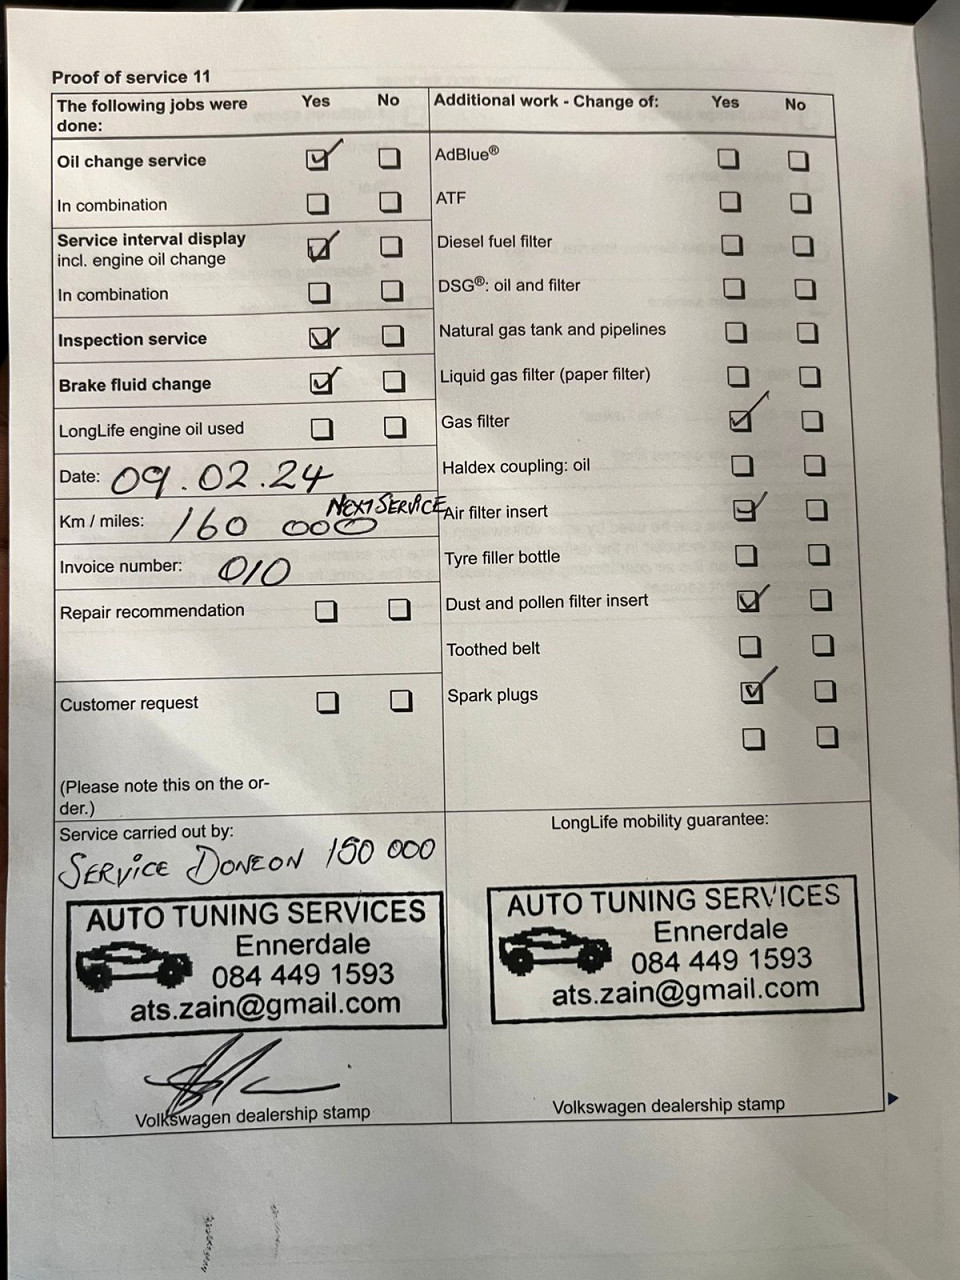 Proof of service 11
The following jobs were done:
Yes
No
Oil change service
In combination
Service interval display
incl. engine oil change
In combination
Inspection service
Brake fluid change
LongLife engine oil used
Date: 09.02.24
NEXT SERVICE
Km / miles: 160 000
Invoice number: 010
Repair recommendation
Customer request
(Please note this on the or-
der.)
Additional work - Change of:
Yes
No
AdBlue®
ATF
Diesel fuel filter
DSG®: oil and filter
Natural gas tank and pipelines
Liquid gas filter (paper filter)
Gas filter
Haldex coupling: oil
Air filter insert
Tyre filler bottle
Dust and pollen filter insert
Toothed belt
Spark plugs
Service carried out by:
SERVICE DONE ON 150 000
AUTO TUNING SERVICES
Ennerdale
084 449 1593
ats.zain@gmail.com
Volkswagen dealership stamp
LongLife mobility guarantee:
AUTO TUNING SERVICES
Ennerdale
084 449 1593
ats.zain@gmail.com
Volkswagen dealership stamp